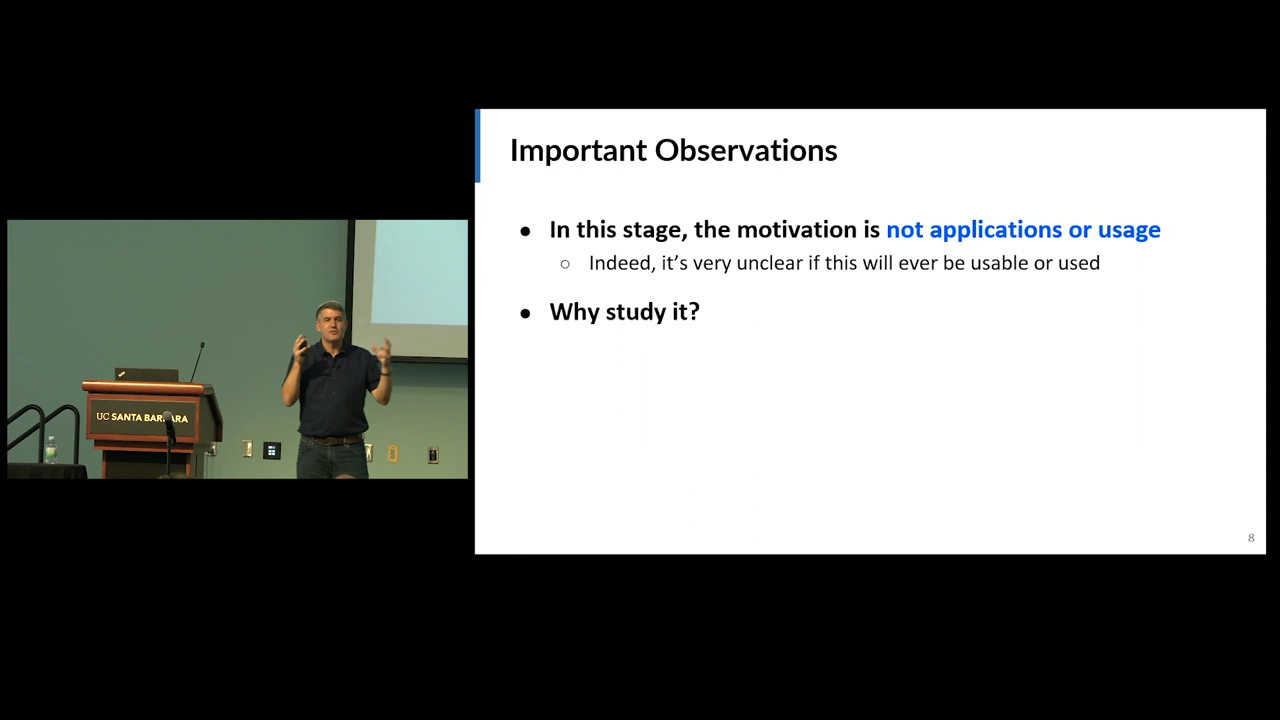 Important Observations
● In this stage, the motivation is not applications or usage
○ Indeed, it's very unclear if this will ever be usable or used
● Why study it?
8
UC SANTA BARBARA